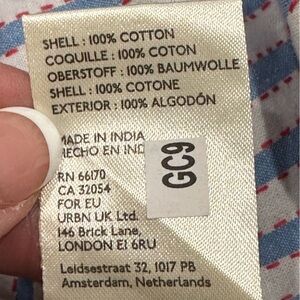 SHELL : 100% COTTON
COQUILLE : 100% COTON
OBERSTOFF : 100% BAUMWOLLE
SHELL : 100% COTONE
EXTERIOR : 100% ALGODÓN
MADE IN INDIA
HECHO EN IND
RN 66170
CA 32054
FOR EU
URBN UK Ltd.
146 Brick Lane,
LONDON E1 6RU
Leidsestraat 32, 1017 PB
Amsterdam, Netherlands
GC9